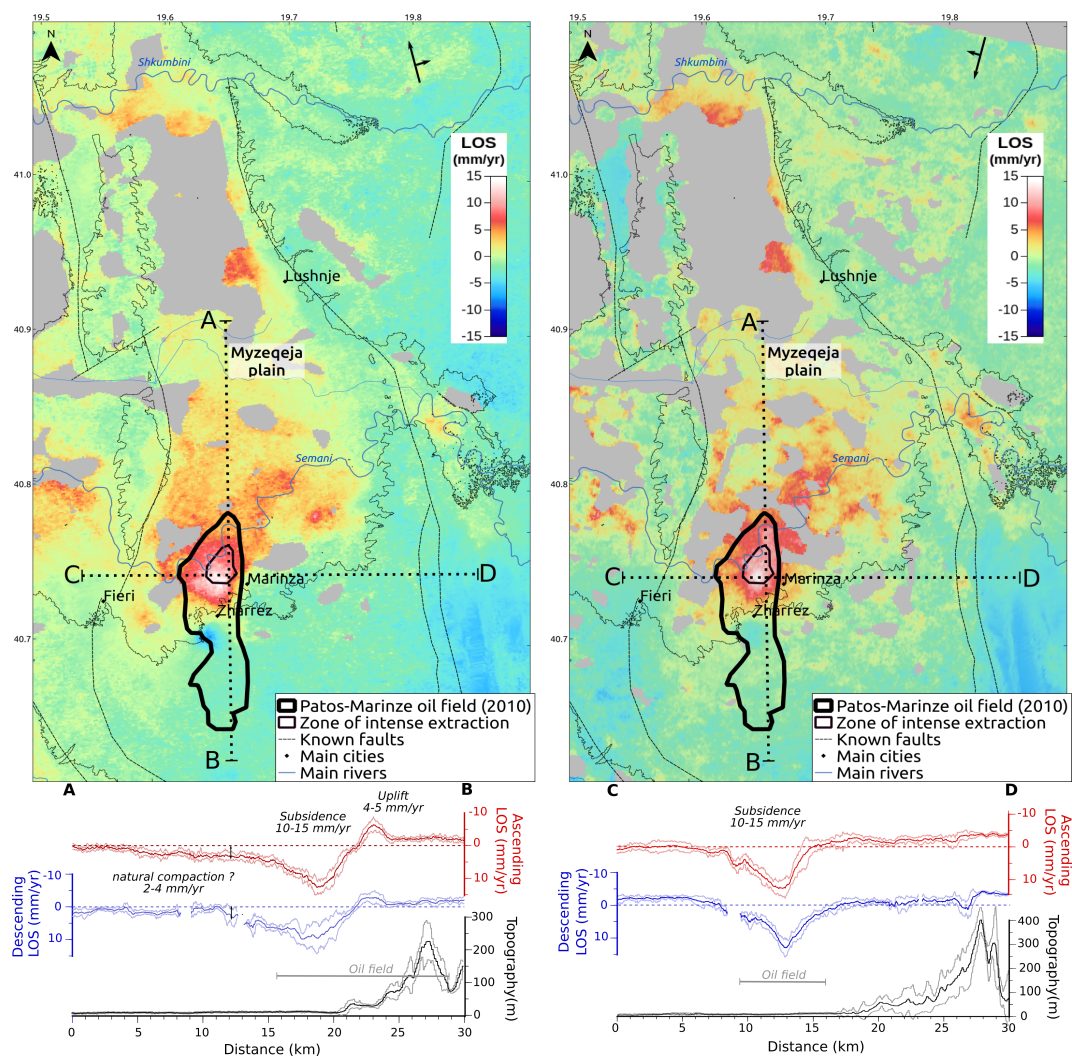 19.5 19.6 19.7 19.8
N
Shkumbini
LOS
(mm/yr)
15
10
5
0
-5
-10
-15
41.0
40.9
40.8
40.7
Lushnje
A
Myzeqeja
plain
Semani
C
D
Marinza
Fieri
Zharrez
B
Patos-Marinze oil field (2010)
Zone of intense extraction
Known faults
Main cities
Main rivers
19.5 19.6 19.7 19.8
N
Shkumbini
LOS
(mm/yr)
15
10
5
0
-5
-10
-15
41.0
40.9
40.8
40.7
Lushnje
A
Myzeqeja
plain
Semani
C
D
Marinza
Fieri
Zharrez
B
Patos-Marinze oil field (2010)
Zone of intense extraction
Known faults
Main cities
Main rivers
A
B
Uplift
4-5 mm/yr
Subsidence
10-15 mm/yr
natural compaction ?
2-4 mm/yr
-10
0
10
Ascending
LOS (mm/yr)
Descending
LOS (mm/yr)
-10
0
10
300
200
100
0
Topography(m)
Oil field
0 5 10 15 20 25 30
Distance (km)
C
D
Subsidence
10-15 mm/yr
-10
0
10
Ascending
LOS (mm/yr)
Descending
LOS (mm/yr)
-10
0
10
400
300
200
100
0
Topography(m)
Oil field
0 5 10 15 20 25 30
Distance (km)